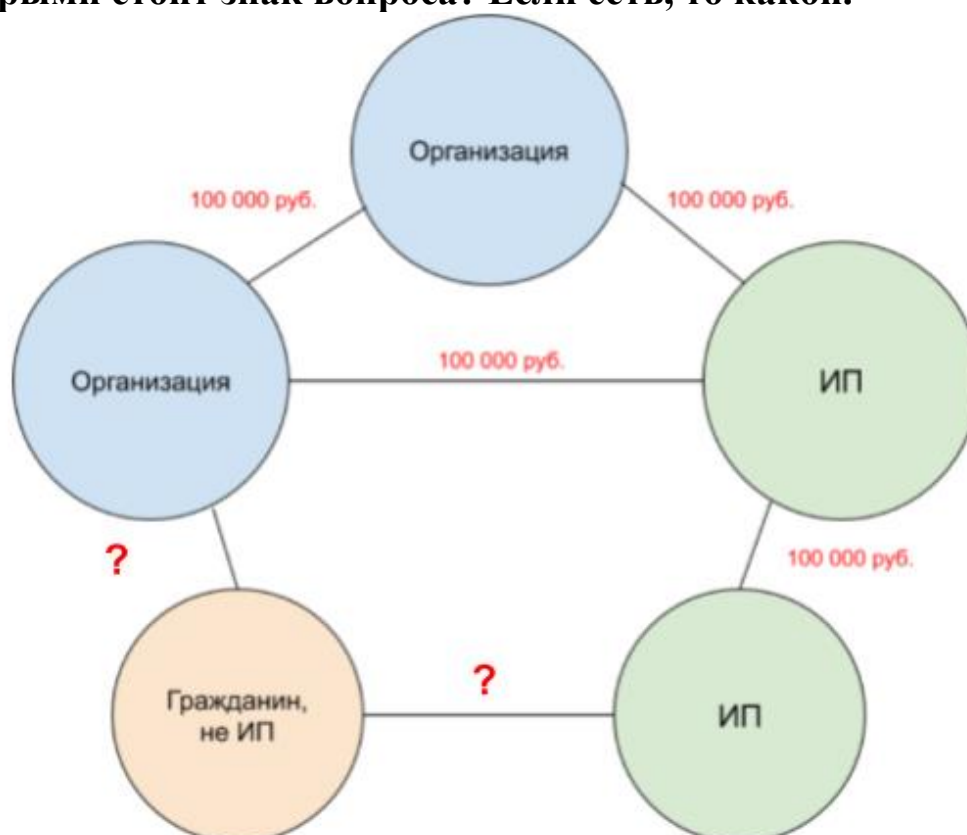 стоит знак вопроса? Если есть, то какой?
Организация
100 000 руб.
100 000 руб.
Организация
100 000 руб.
ИП
?
100 000 руб.
Гражданин,
не ИП
?
ИП